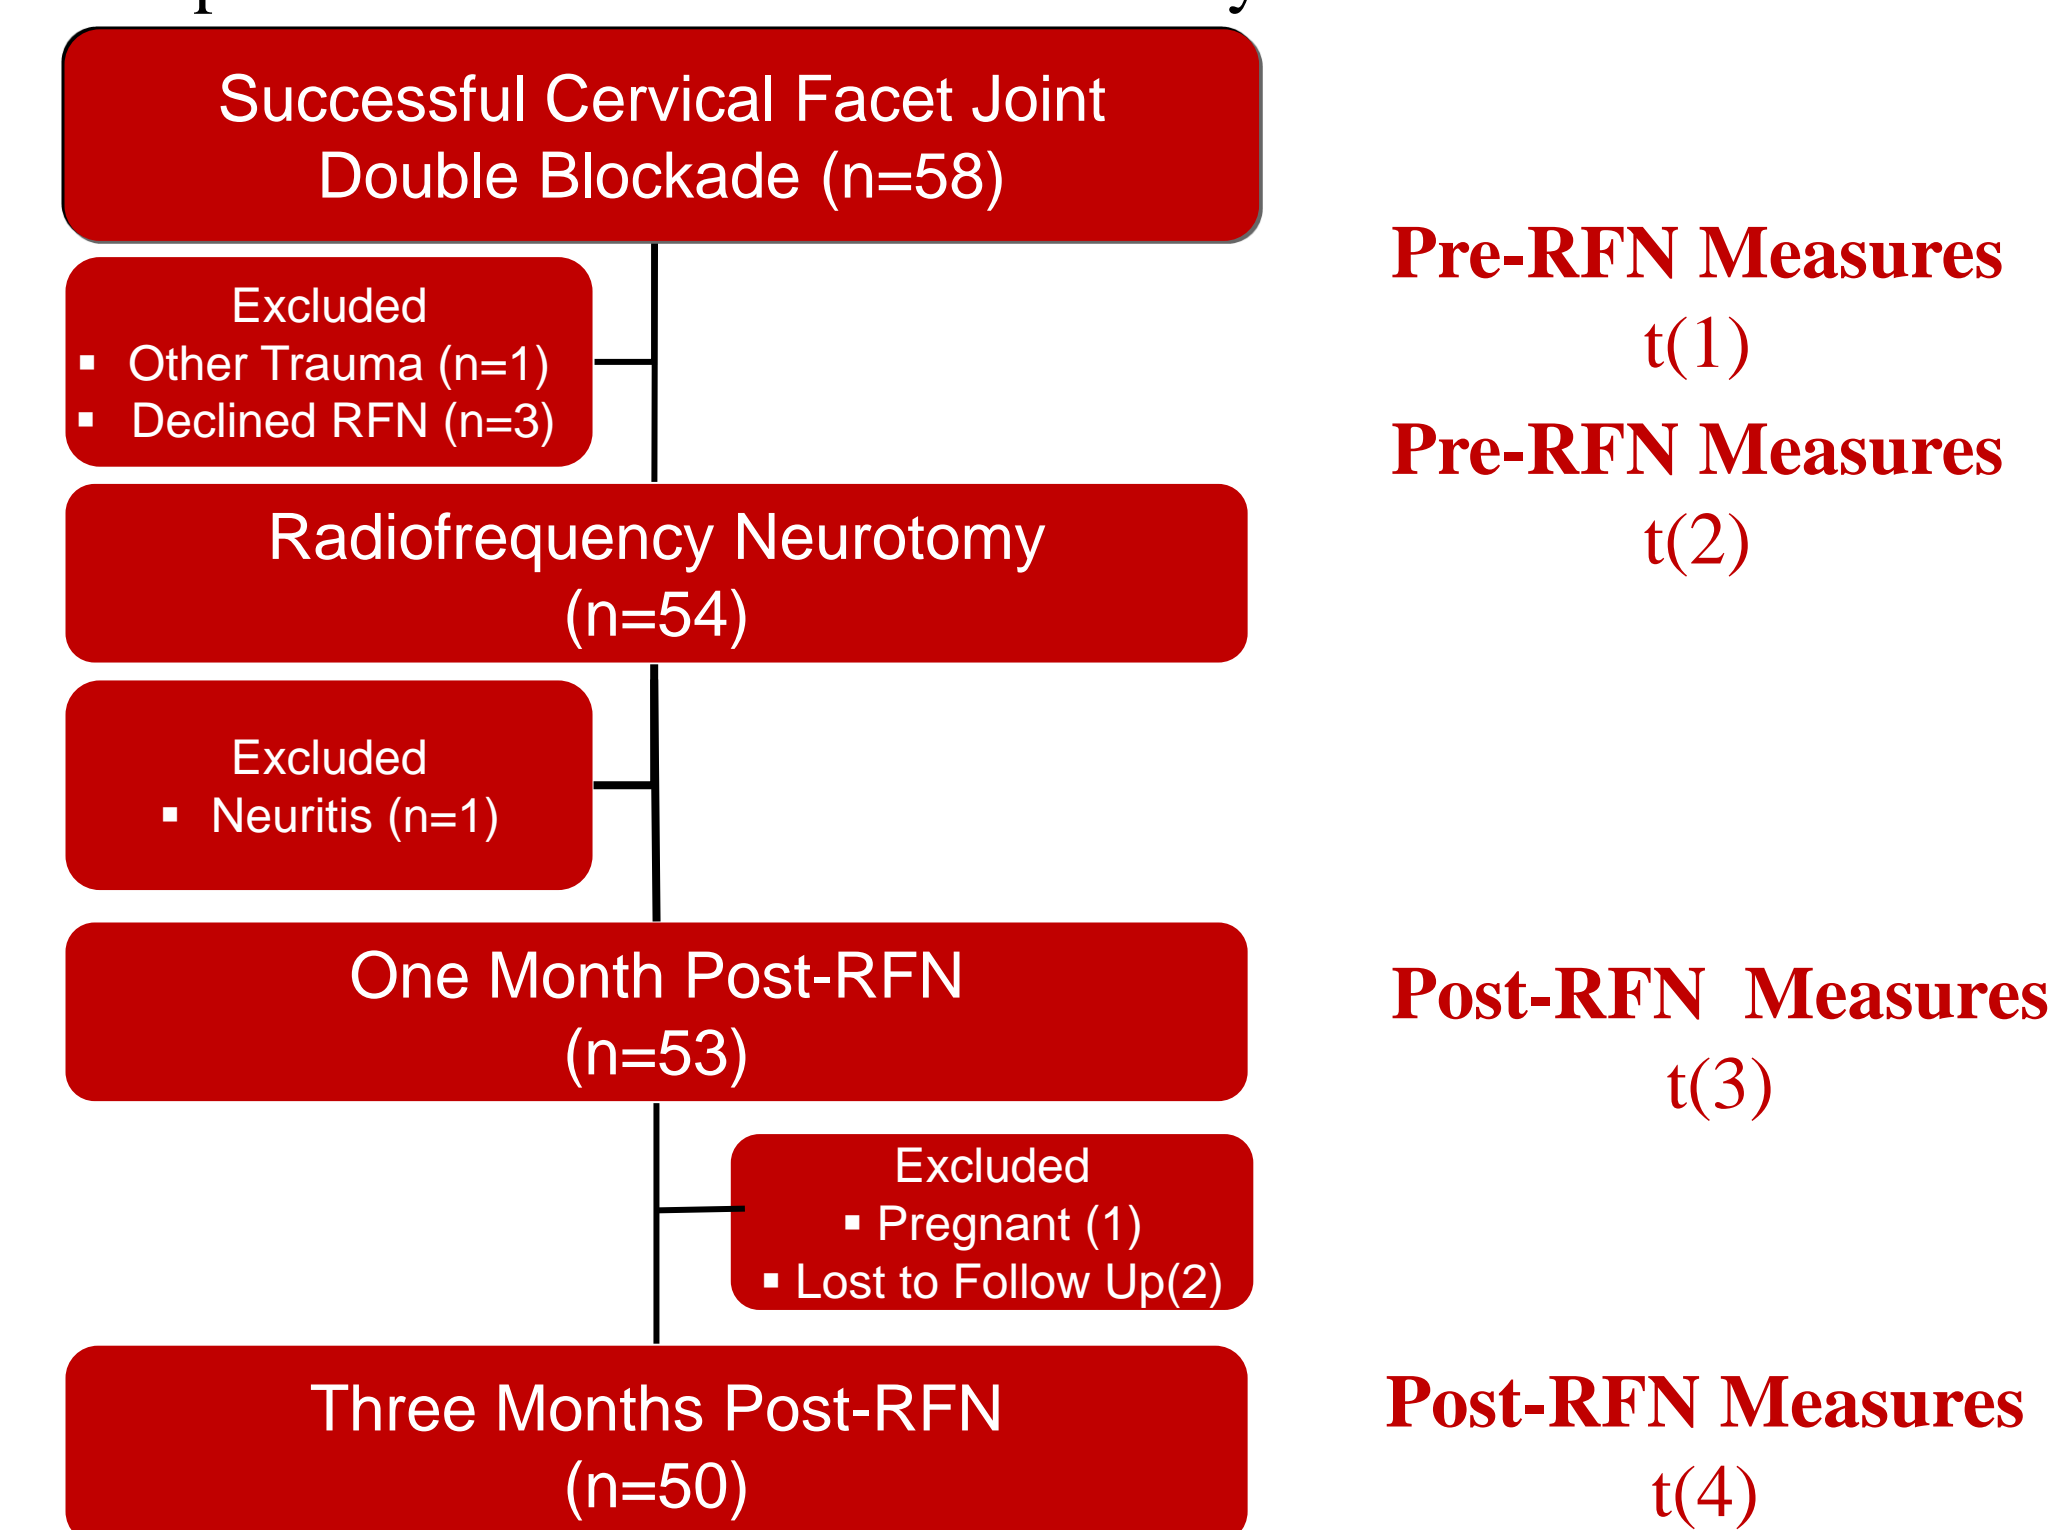 Successful Cervical Facet Joint
Double Blockade (n=58)
Pre-RFN Measures
t(1)
Excluded
▪ Other Trauma (n=1)
▪ Declined RFN (n=3)
Pre-RFN Measures
t(2)
Radiofrequency Neurotomy
(n=54)
Excluded
▪ Neuritis (n=1)
One Month Post-RFN
(n=53)
Post-RFN  Measures
t(3)
Excluded
▪ Pregnant (1)
▪ Lost to Follow Up(2)
Three Months Post-RFN
(n=50)
Post-RFN Measures
t(4)